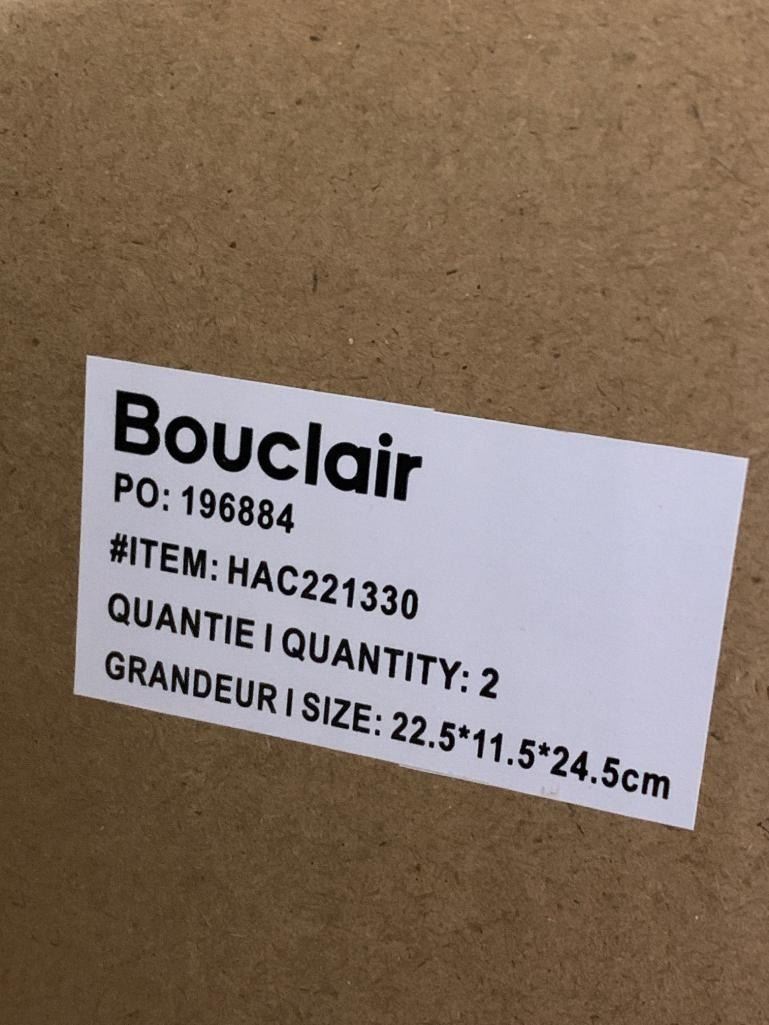 Bouclair
PO: 196884
#ITEM: HAC221330
QUANTIE I QUANTITY: 2
GRANDEUR I SIZE: 22.5*11.5*24.5cm